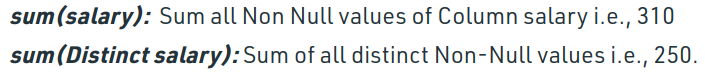 sum(salary): Sum all Non Null values of Column salary i.e., 310
sum(Distinct salary): Sum of all distinct Non-Null values i.e., 250.